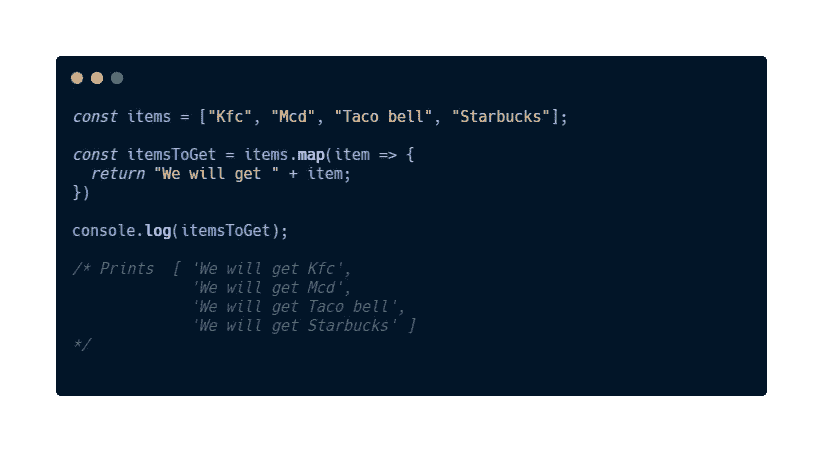 const items = ["Kfc", "Mcd", "Taco bell", "Starbucks"];
const itemsToGet = items.map(item => {
return "We will get " + item;
})
console.log(itemsToGet);
/* Prints  [ 'We will get Kfc',
'We will get Mcd',
'We will get Taco bell',
'We will get Starbucks' ]
*/